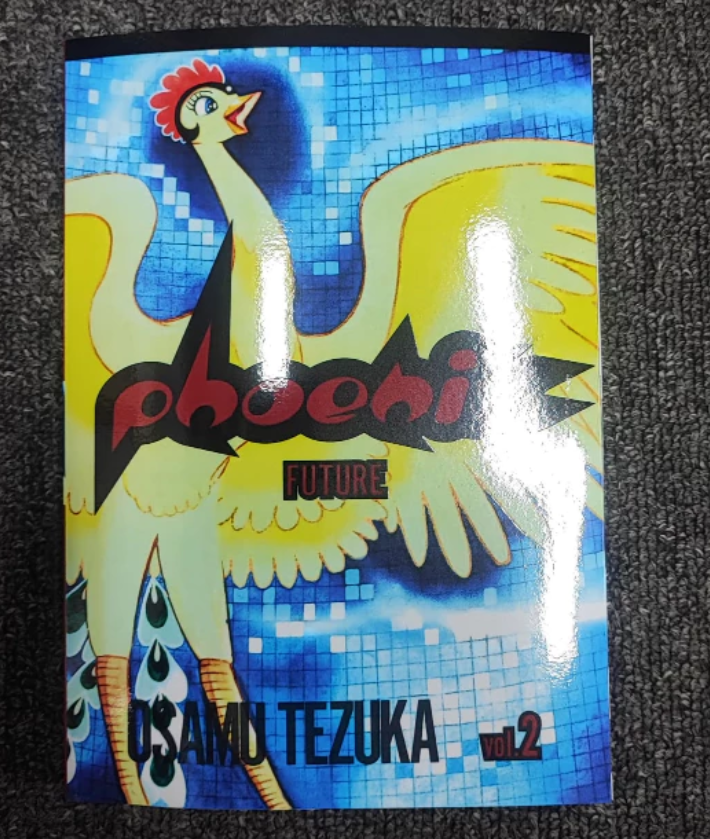 phoenix
FUTURE
OSAMU TEZUKA
vol.2